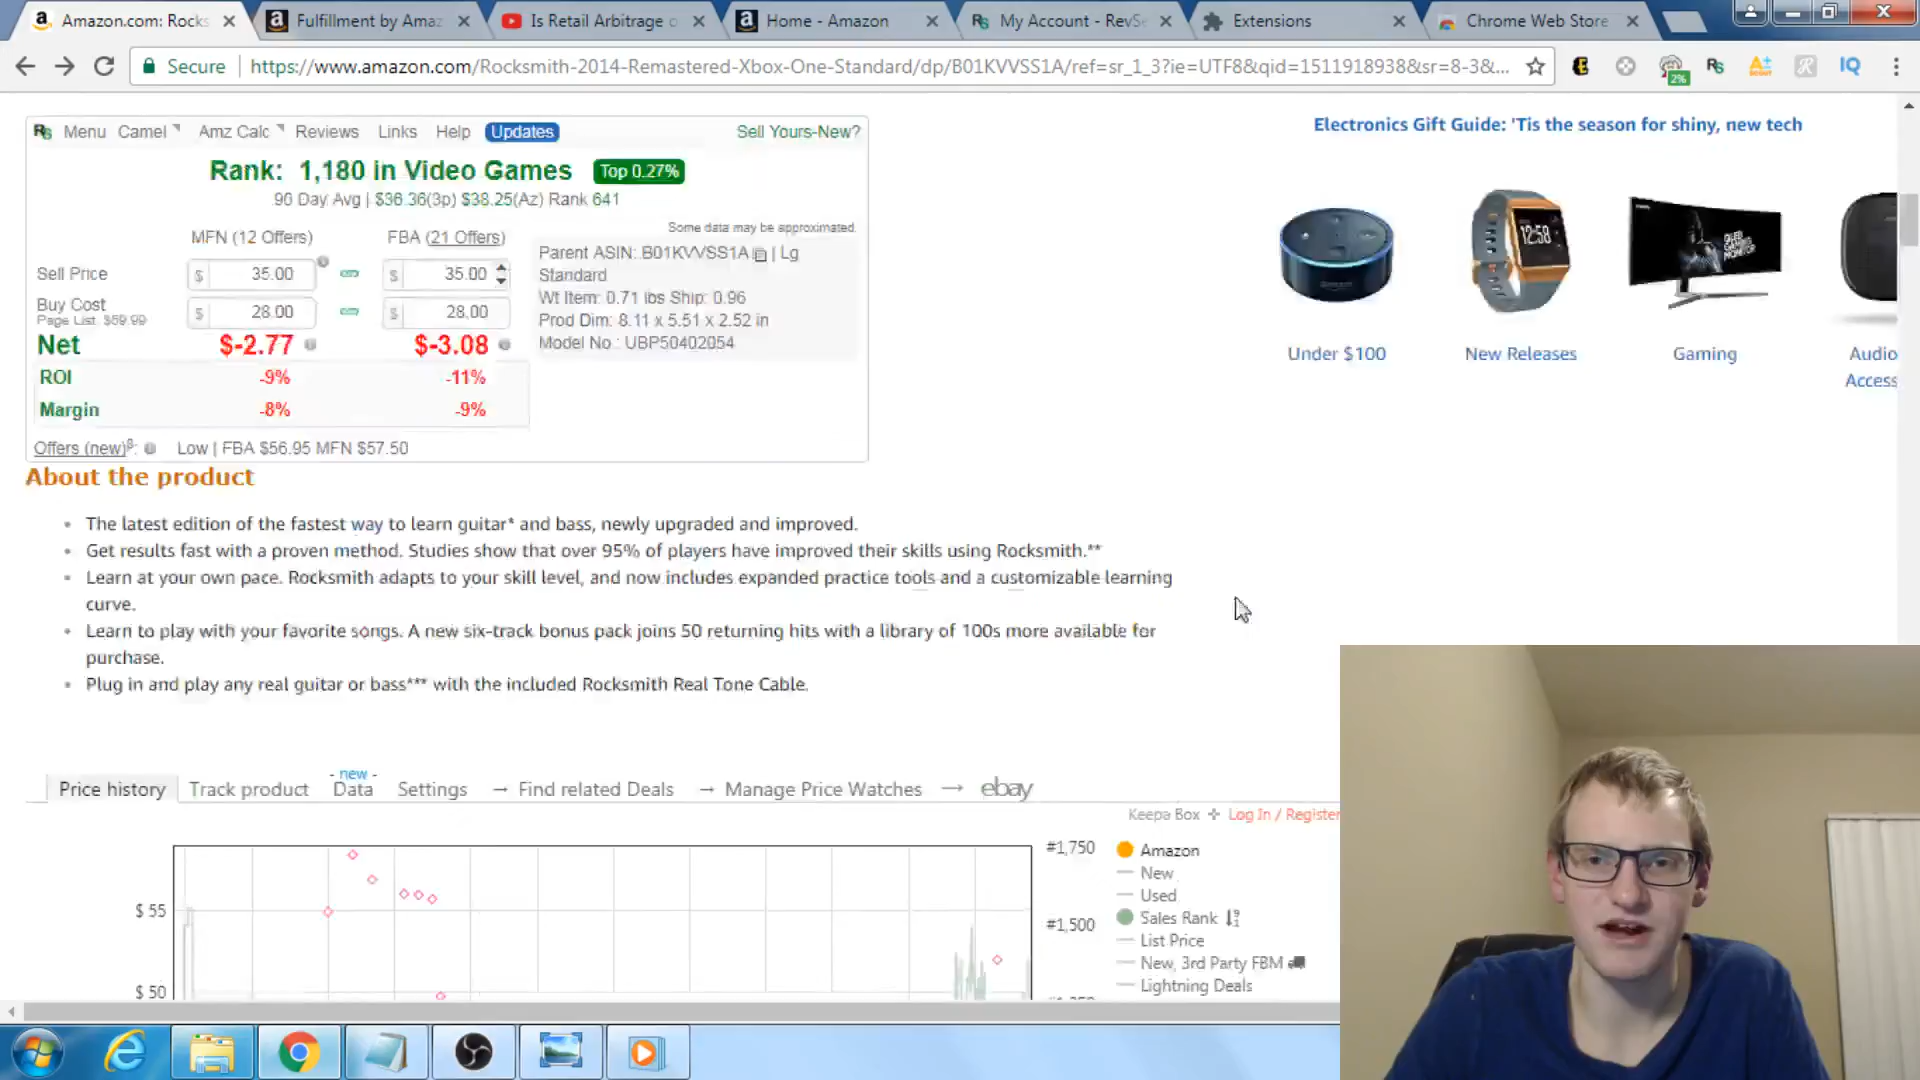 Amazon.com: Rocks
Fulfillment by Amaz
Is Retail Arbitrage
Home - Amazon
My Account - RevSe
Extensions
Chrome Web Store
Secure
https://www.amazon.com/Rocksmith-2014-Remastered-Xbox-One-Standard/dp/B01KVVSS1A/ref=sr_1_3?ie=UTF8&qid=1511918938&sr=8-3&...
2%
IQ
Electronics Gift Guide: 'Tis the season for shiny, new tech
Rs Menu Camel Amz Calc Reviews Links Help Updates Sell Yours-New?
Rank: 1,180 in Video Games Top 0.27%
90 Day Avg | $36.36(3p) $38.25(Az) Rank 641
Some data may be approximated.
MFN (12 Offers) FBA (21 Offers)
Parent ASIN: B01KVVSS1A | Lg
Standard
Sell Price $ 35.00 $ 35.00
Wt Item: 0.71 lbs Ship: 0.96
Buy Cost $ 28.00 $ 28.00
Page List: $59.99
Prod Dim: 8.11 x 5.51 x 2.52 in
Model No.: UBP50402054
Net $-2.77 $-3.08
ROI -9% -11%
Margin -8% -9%
Offers (new)β: Low | FBA $56.95 MFN $57.50
12:58
Under $100
New Releases
Gaming
Audio
Access
About the product
The latest edition of the fastest way to learn guitar* and bass, newly upgraded and improved.
Get results fast with a proven method. Studies show that over 95% of players have improved their skills using Rocksmith.**
Learn at your own pace. Rocksmith adapts to your skill level, and now includes expanded practice tools and a customizable learning
curve.
Learn to play with your favorite songs. A new six-track bonus pack joins 50 returning hits with a library of 100s more available for
purchase.
Plug in and play any real guitar or bass*** with the included Rocksmith Real Tone Cable.
- new -
Price history Track product Data Settings → Find related Deals → Manage Price Watches → ebay
Keepa Box Log In / Register
#1,750
Amazon
New
Used
$ 55
#1,500
Sales Rank
List Price
New, 3rd Party FBM
Lightning Deals
$ 50